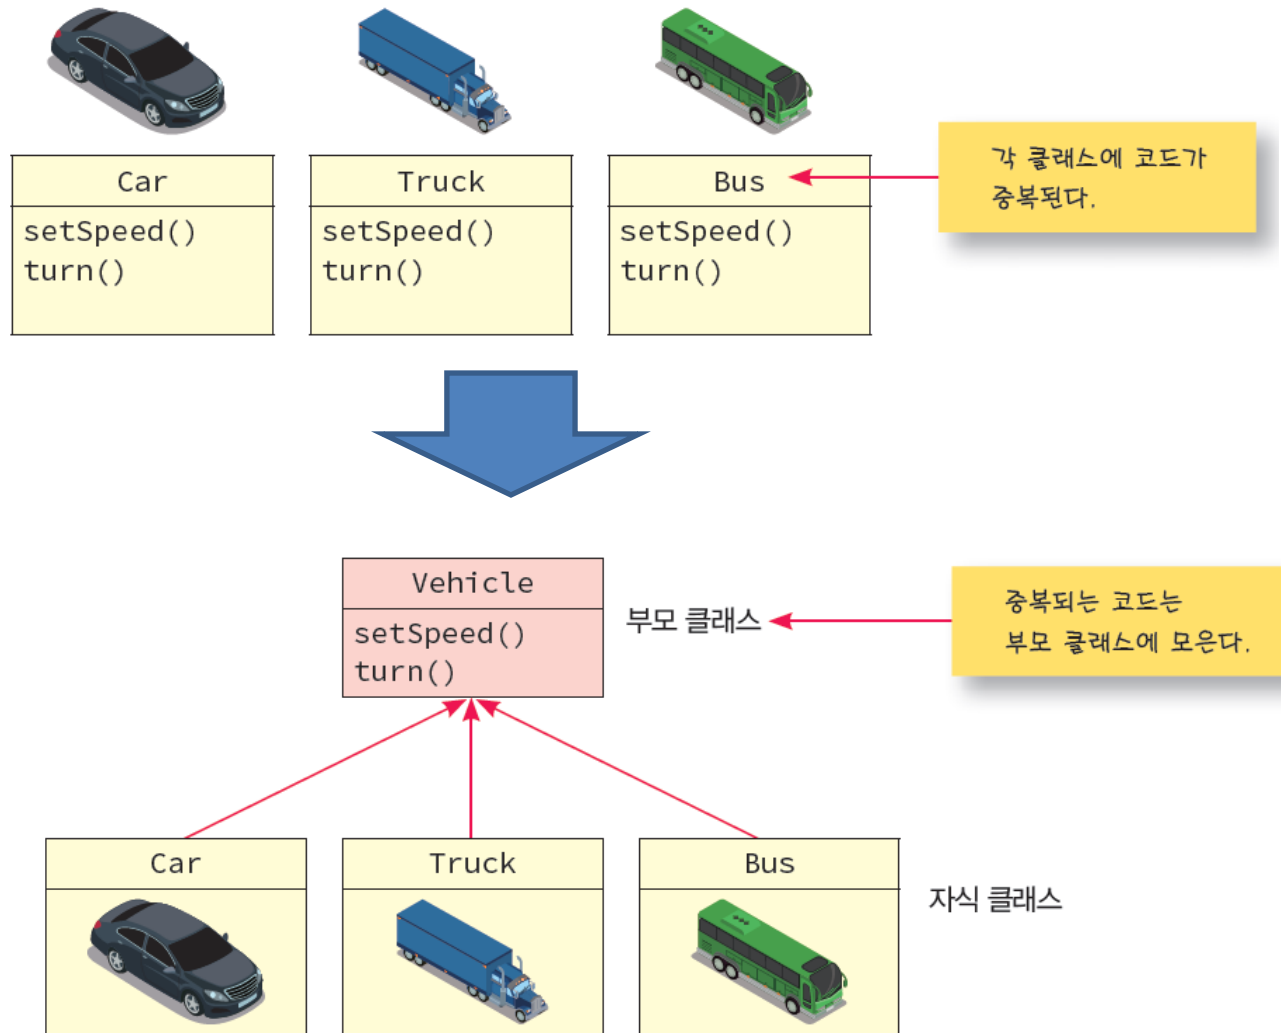 Car
setSpeed()
turn()
Truck
setSpeed()
turn()
Bus
setSpeed()
turn()
각 클래스에 코드가
중복된다.
Vehicle
setSpeed()
turn()
부모 클래스
중복되는 코드는
부모 클래스에 모은다.
Car
Truck
Bus
자식 클래스